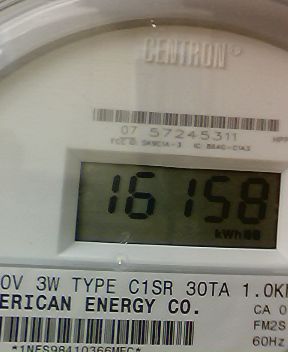 CENTRON®
07 57245311
16158
kWh
0V 3W TYPE C1SR 30TA 1.0K
ERICAN ENERGY CO.
CA 0
FM2S
60Hz
*1NES98410366MEC*